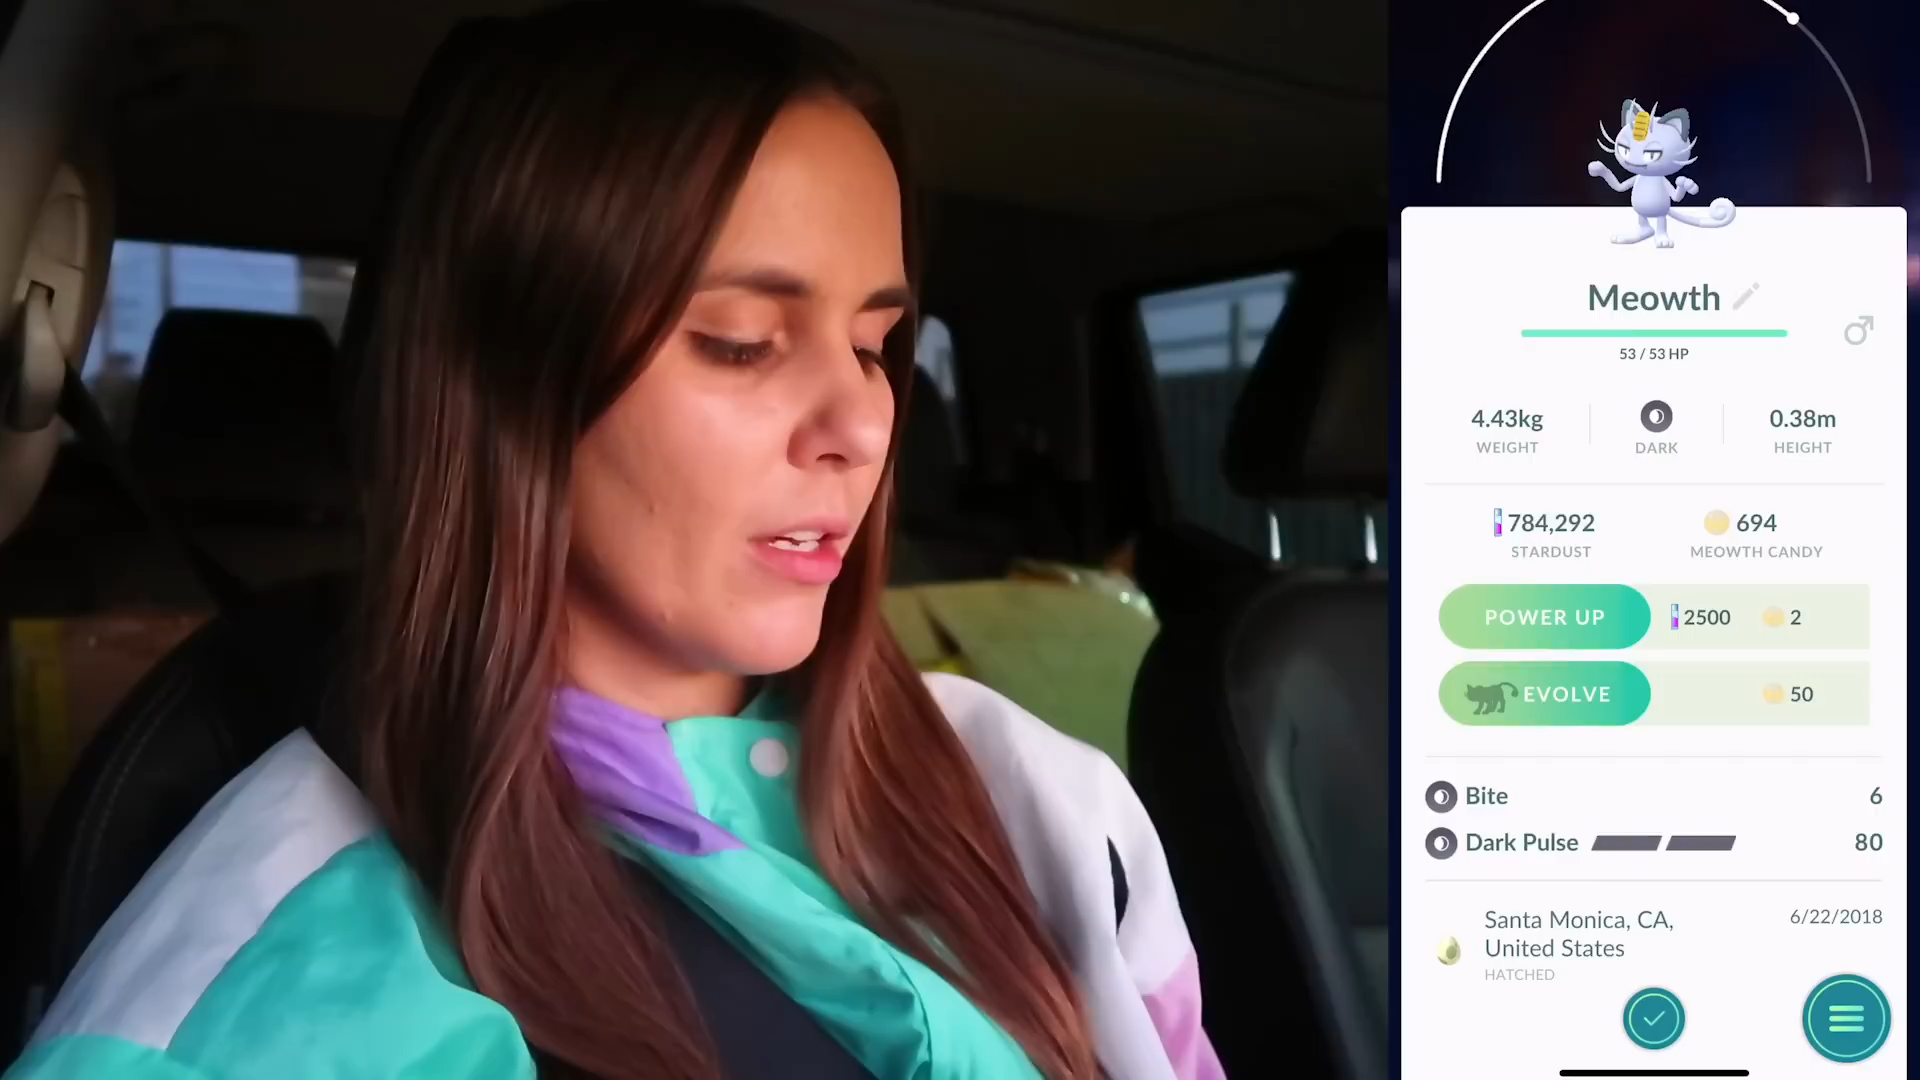 Meowth
53 / 53 HP
4.43kg
WEIGHT
DARK
0.38m
HEIGHT
784,292
STARDUST
694
MEOWTH CANDY
POWER UP 2500 2
EVOLVE 50
Bite 6
Dark Pulse 80
Santa Monica, CA,
United States
6/22/2018
HATCHED